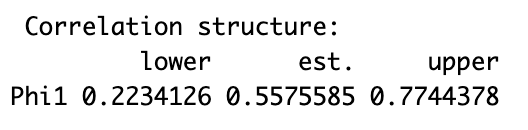 Correlation structure:
lower est. upper
Phi1 0.2234126 0.5575585 0.7744378